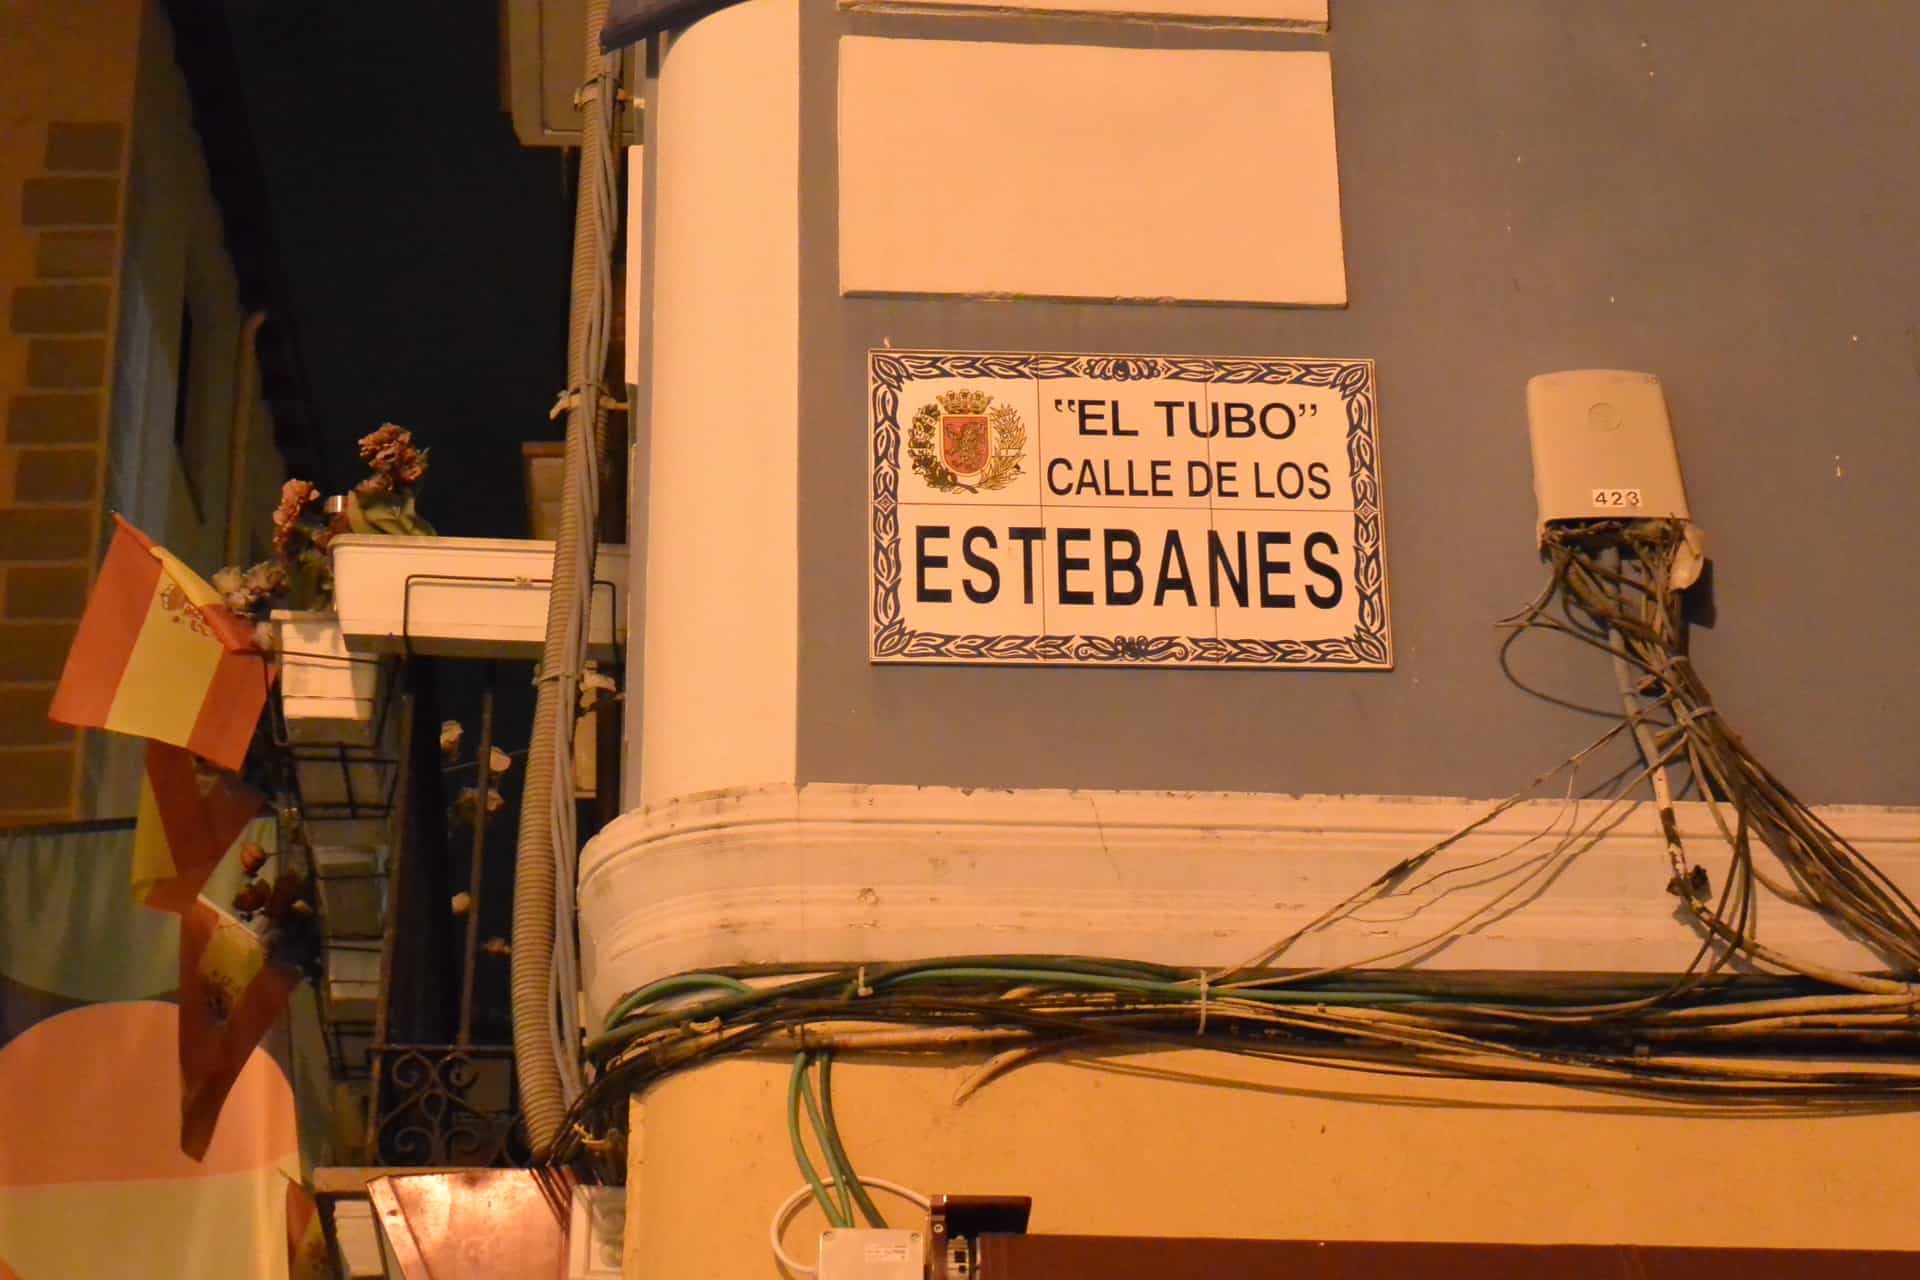 "EL TUBO"
CALLE DE LOS
ESTEBANES
423